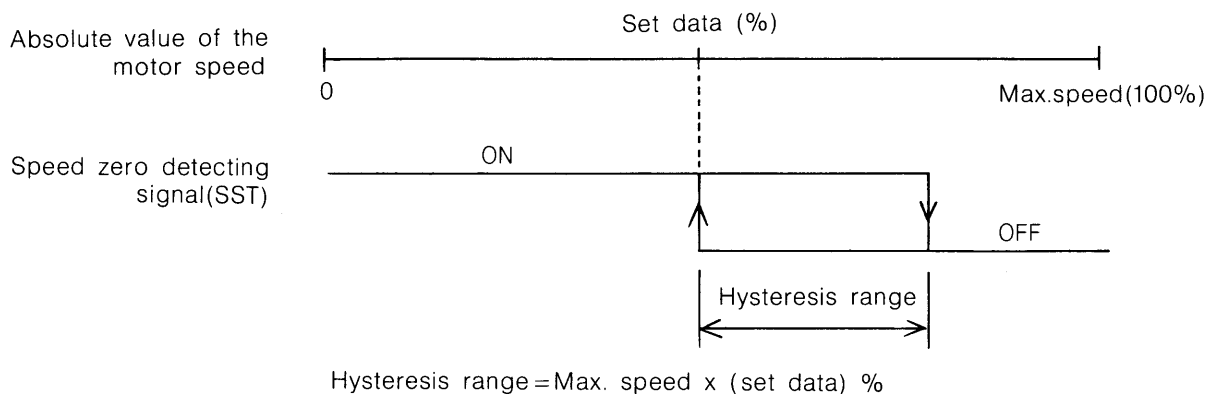 Set data (%)
Absolute value of the
motor speed
0
Max.speed(100%)
Speed zero detecting
signal(SST)
ON
OFF
Hysteresis range
Hysteresis range=Max. speed x (set data) %